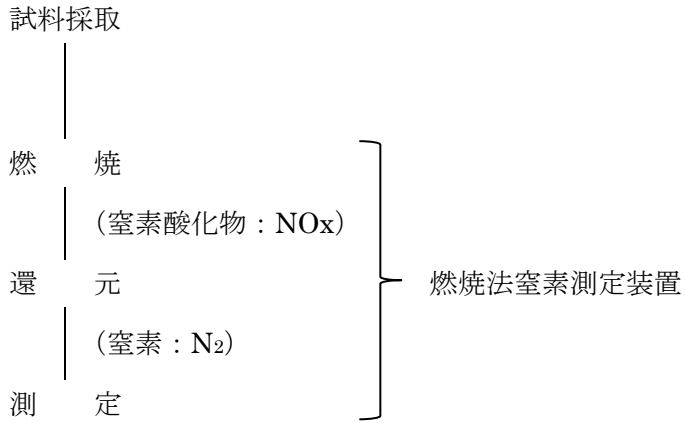 試料採取
燃　焼
（窒素酸化物：NOx）
還　元
燃焼法窒素測定装置
（窒素：N₂）
測　定